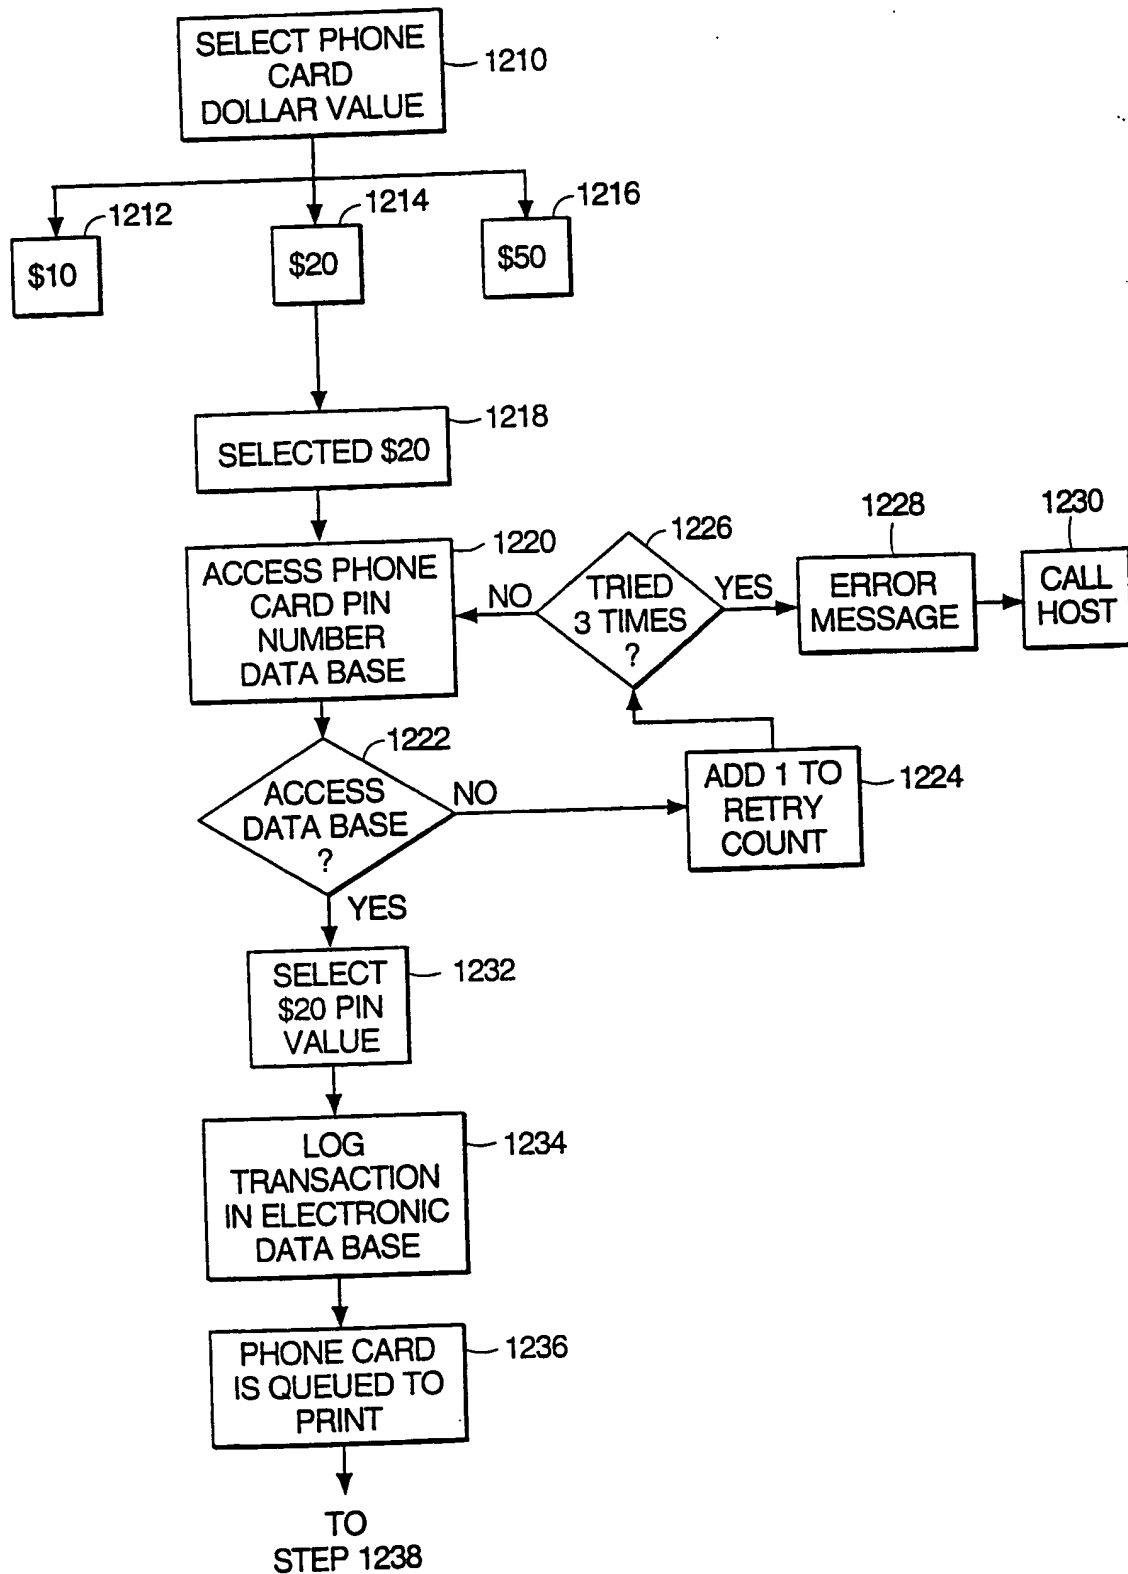 SELECT PHONE
CARD
DOLLAR VALUE
1210
1212
$10
1214
$20
1216
$50
1218
SELECTED $20
1220
ACCESS PHONE
CARD PIN
NUMBER
DATA BASE
1226
TRIED
3 TIMES
?
NO
YES
1228
ERROR
MESSAGE
1230
CALL
HOST
1222
ACCESS
DATA BASE
?
NO
ADD 1 TO
RETRY
COUNT
1224
YES
SELECT
$20 PIN
VALUE
1232
LOG
TRANSACTION
IN ELECTRONIC
DATA BASE
1234
PHONE CARD
IS QUEUED TO
PRINT
1236
TO
STEP 1238